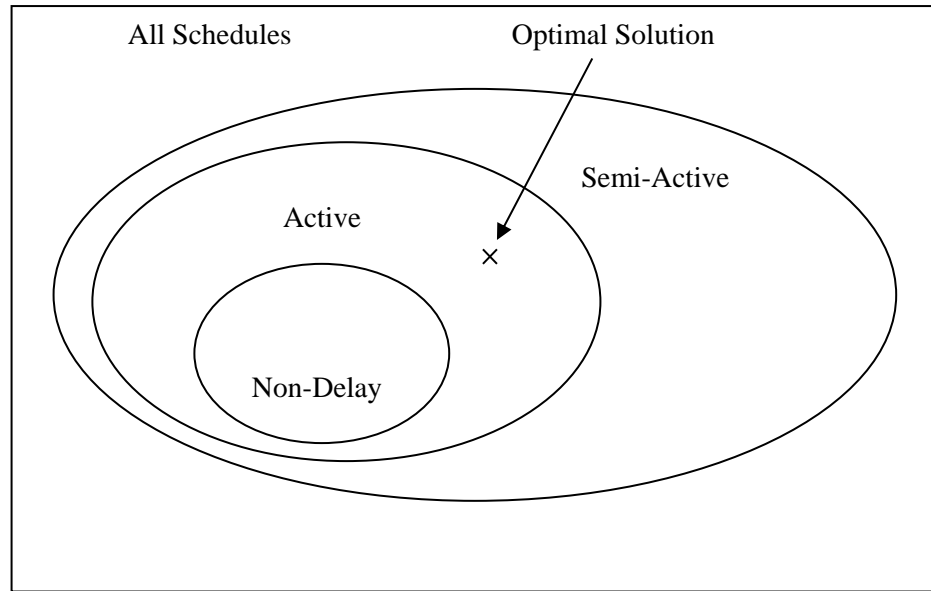 All Schedules
Optimal Solution
Semi-Active
Active
Non-Delay